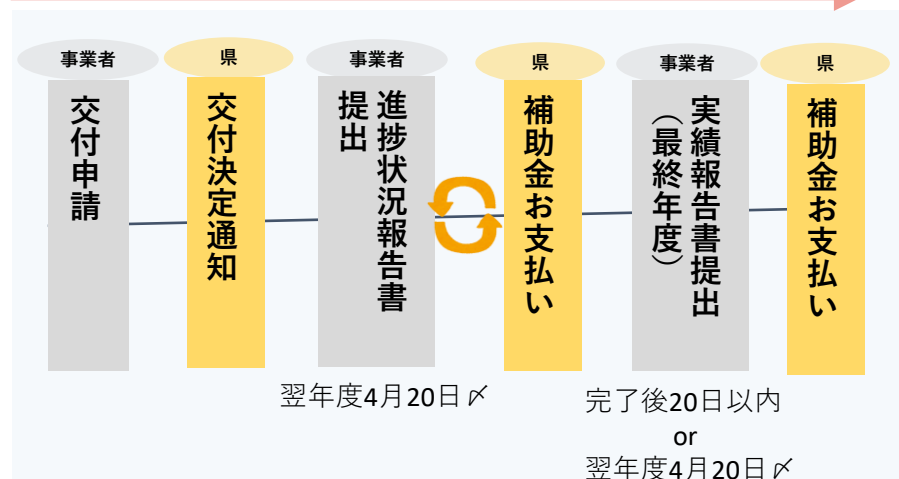 事業者
交付申請
県
交付決定通知
事業者
進捗状況報告書
提出
県
補助金お支払い
事業者
実績報告書提出
（最終年度）
県
補助金お支払い
翌年度4月20日〆
完了後20日以内
or
翌年度4月20日〆